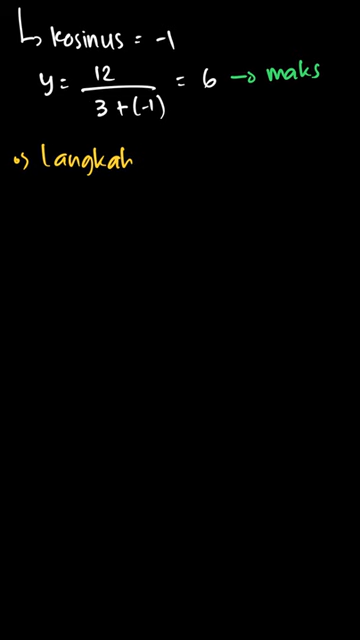 ↳ kosinus = -1
y = 12 / 3 + (-1) = 6 → maks
•) langkah